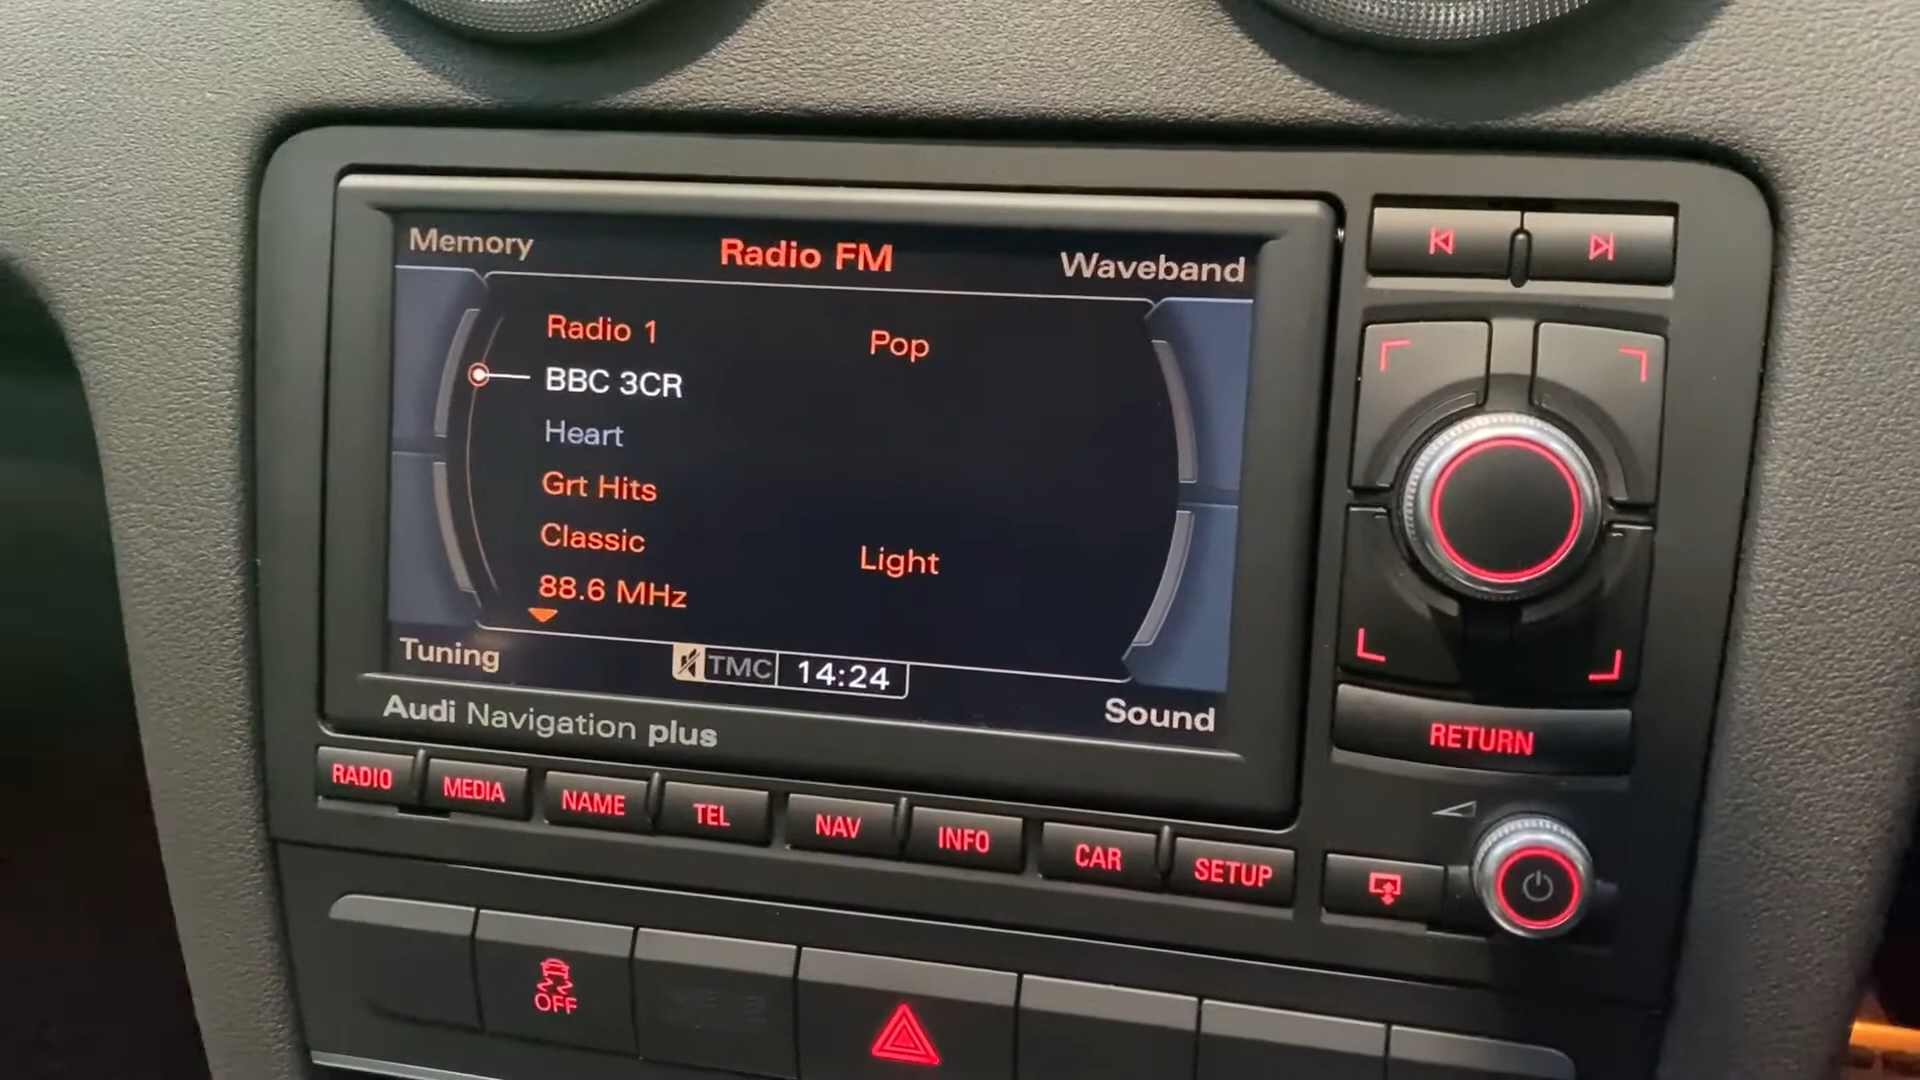 Memory
Radio FM
Waveband
Radio 1 Pop
BBC 3CR
Heart
Grt Hits
Classic Light
88.6 MHz
Tuning
TMC 14:24
Sound
Audi Navigation plus
RETURN
RADIO MEDIA NAME TEL NAV INFO CAR SETUP
OFF